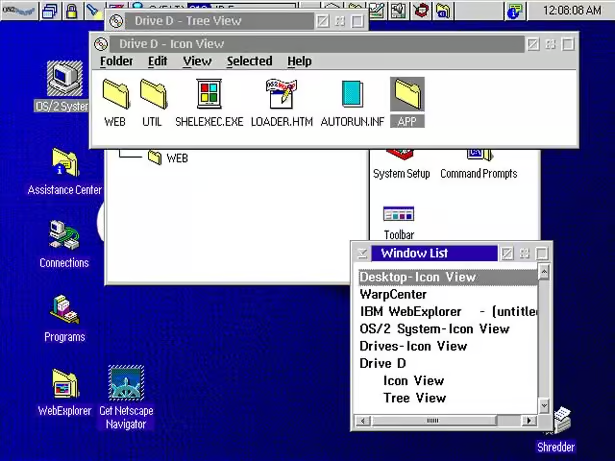 12:08:08 AM
Drive D - Tree View
Drive D - Icon View
Folder Edit View Selected Help
WEB UTIL SHELEXEC.EXE LOADER.HTM AUTORUN.INF APP
OS/2 System
WEB
System Setup Command Prompts
Assistance Center
Toolbar
Window List
Desktop-Icon View
WarpCenter
IBM WebExplorer - (untitle
OS/2 System-Icon View
Drives-Icon View
Drive D
Icon View
Tree View
Connections
Programs
WebExplorer
Get Netscape
Navigator
Shredder